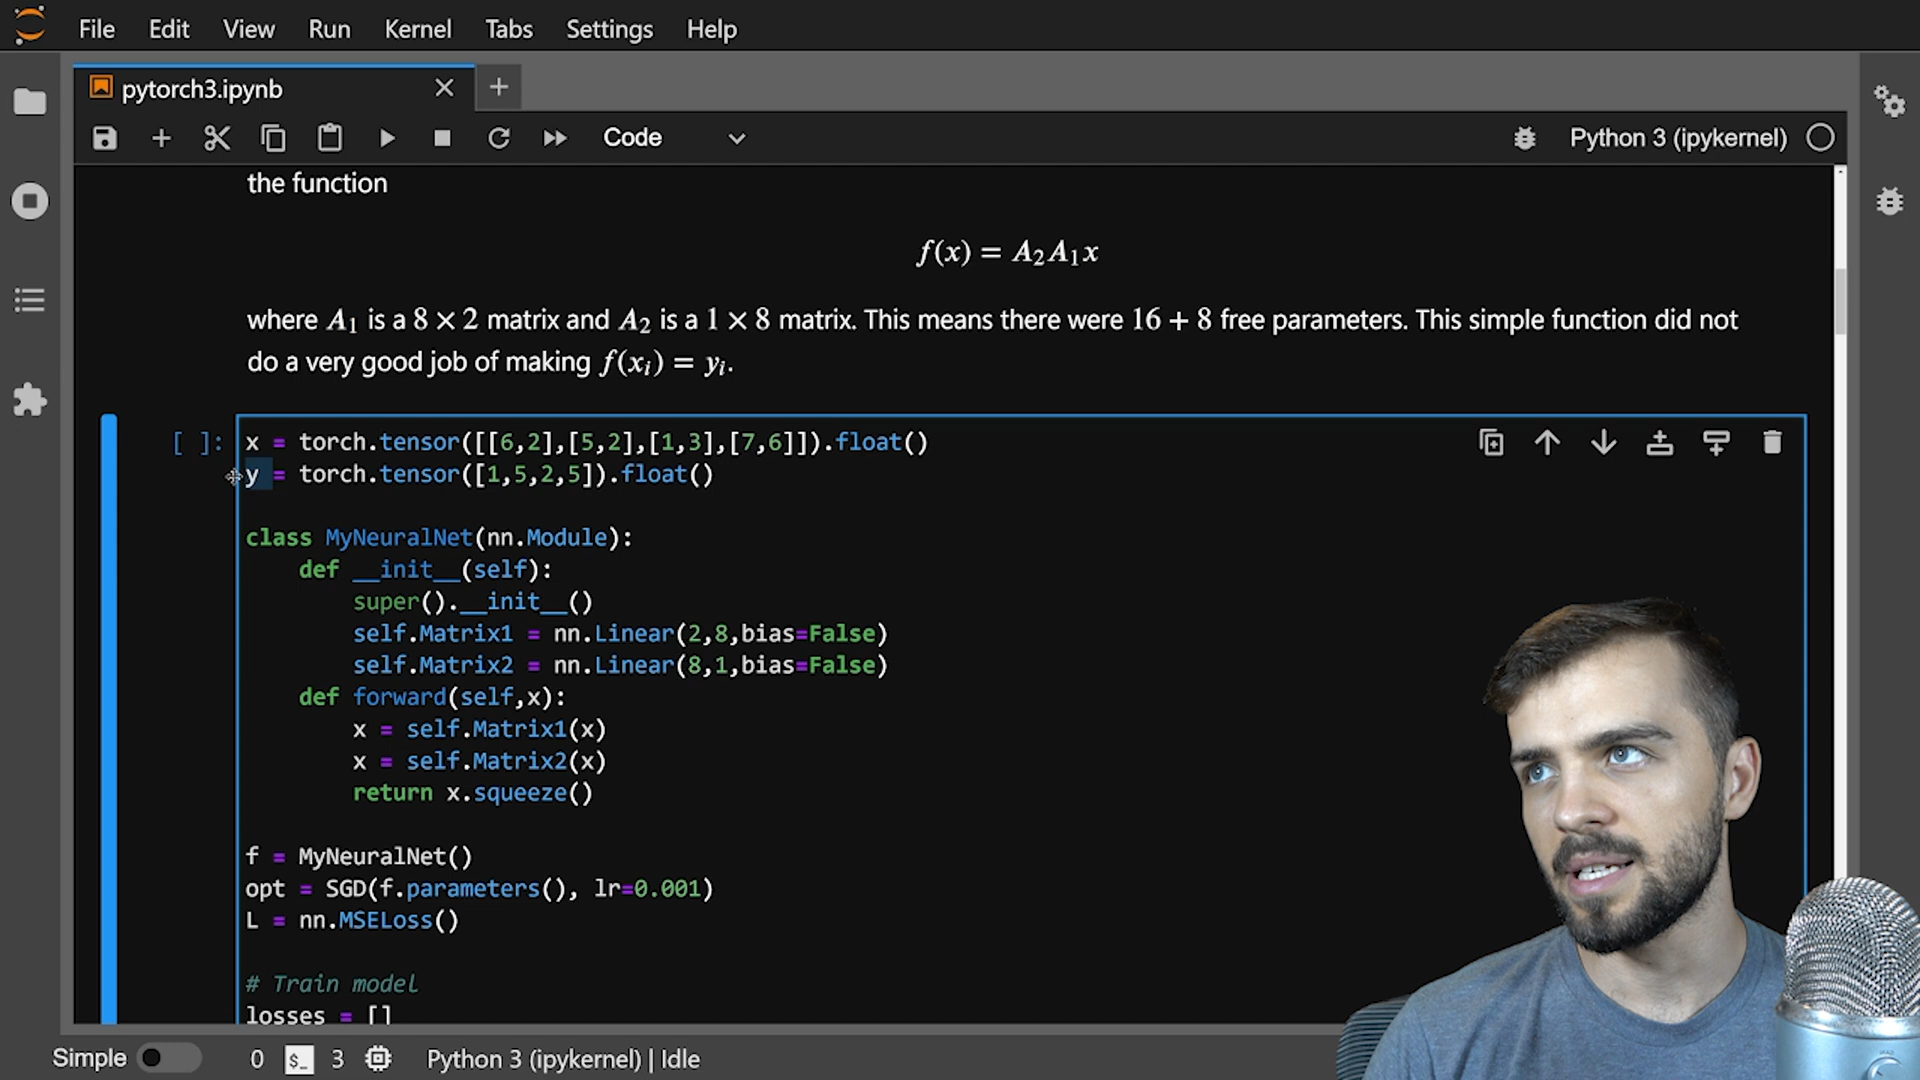 File Edit View Run Kernel Tabs Settings Help
pytorch3.ipynb
Code
Python 3 (ipykernel)
the function
f(x) = A₂A₁x
where A₁ is a 8 × 2 matrix and A₂ is a 1 × 8 matrix. This means there were 16 + 8 free parameters. This simple function did not
do a very good job of making f(xᵢ) = yᵢ.
[ ]: x = torch.tensor([[6,2],[5,2],[1,3],[7,6]]).float()
y = torch.tensor([1,5,2,5]).float()
class MyNeuralNet(nn.Module):
def __init__(self):
super().__init__()
self.Matrix1 = nn.Linear(2,8,bias=False)
self.Matrix2 = nn.Linear(8,1,bias=False)
def forward(self,x):
x = self.Matrix1(x)
x = self.Matrix2(x)
return x.squeeze()
f = MyNeuralNet()
opt = SGD(f.parameters(), lr=0.001)
L = nn.MSELoss()
# Train model
losses = []
Simple 0 $_ 3 Python 3 (ipykernel) | Idle